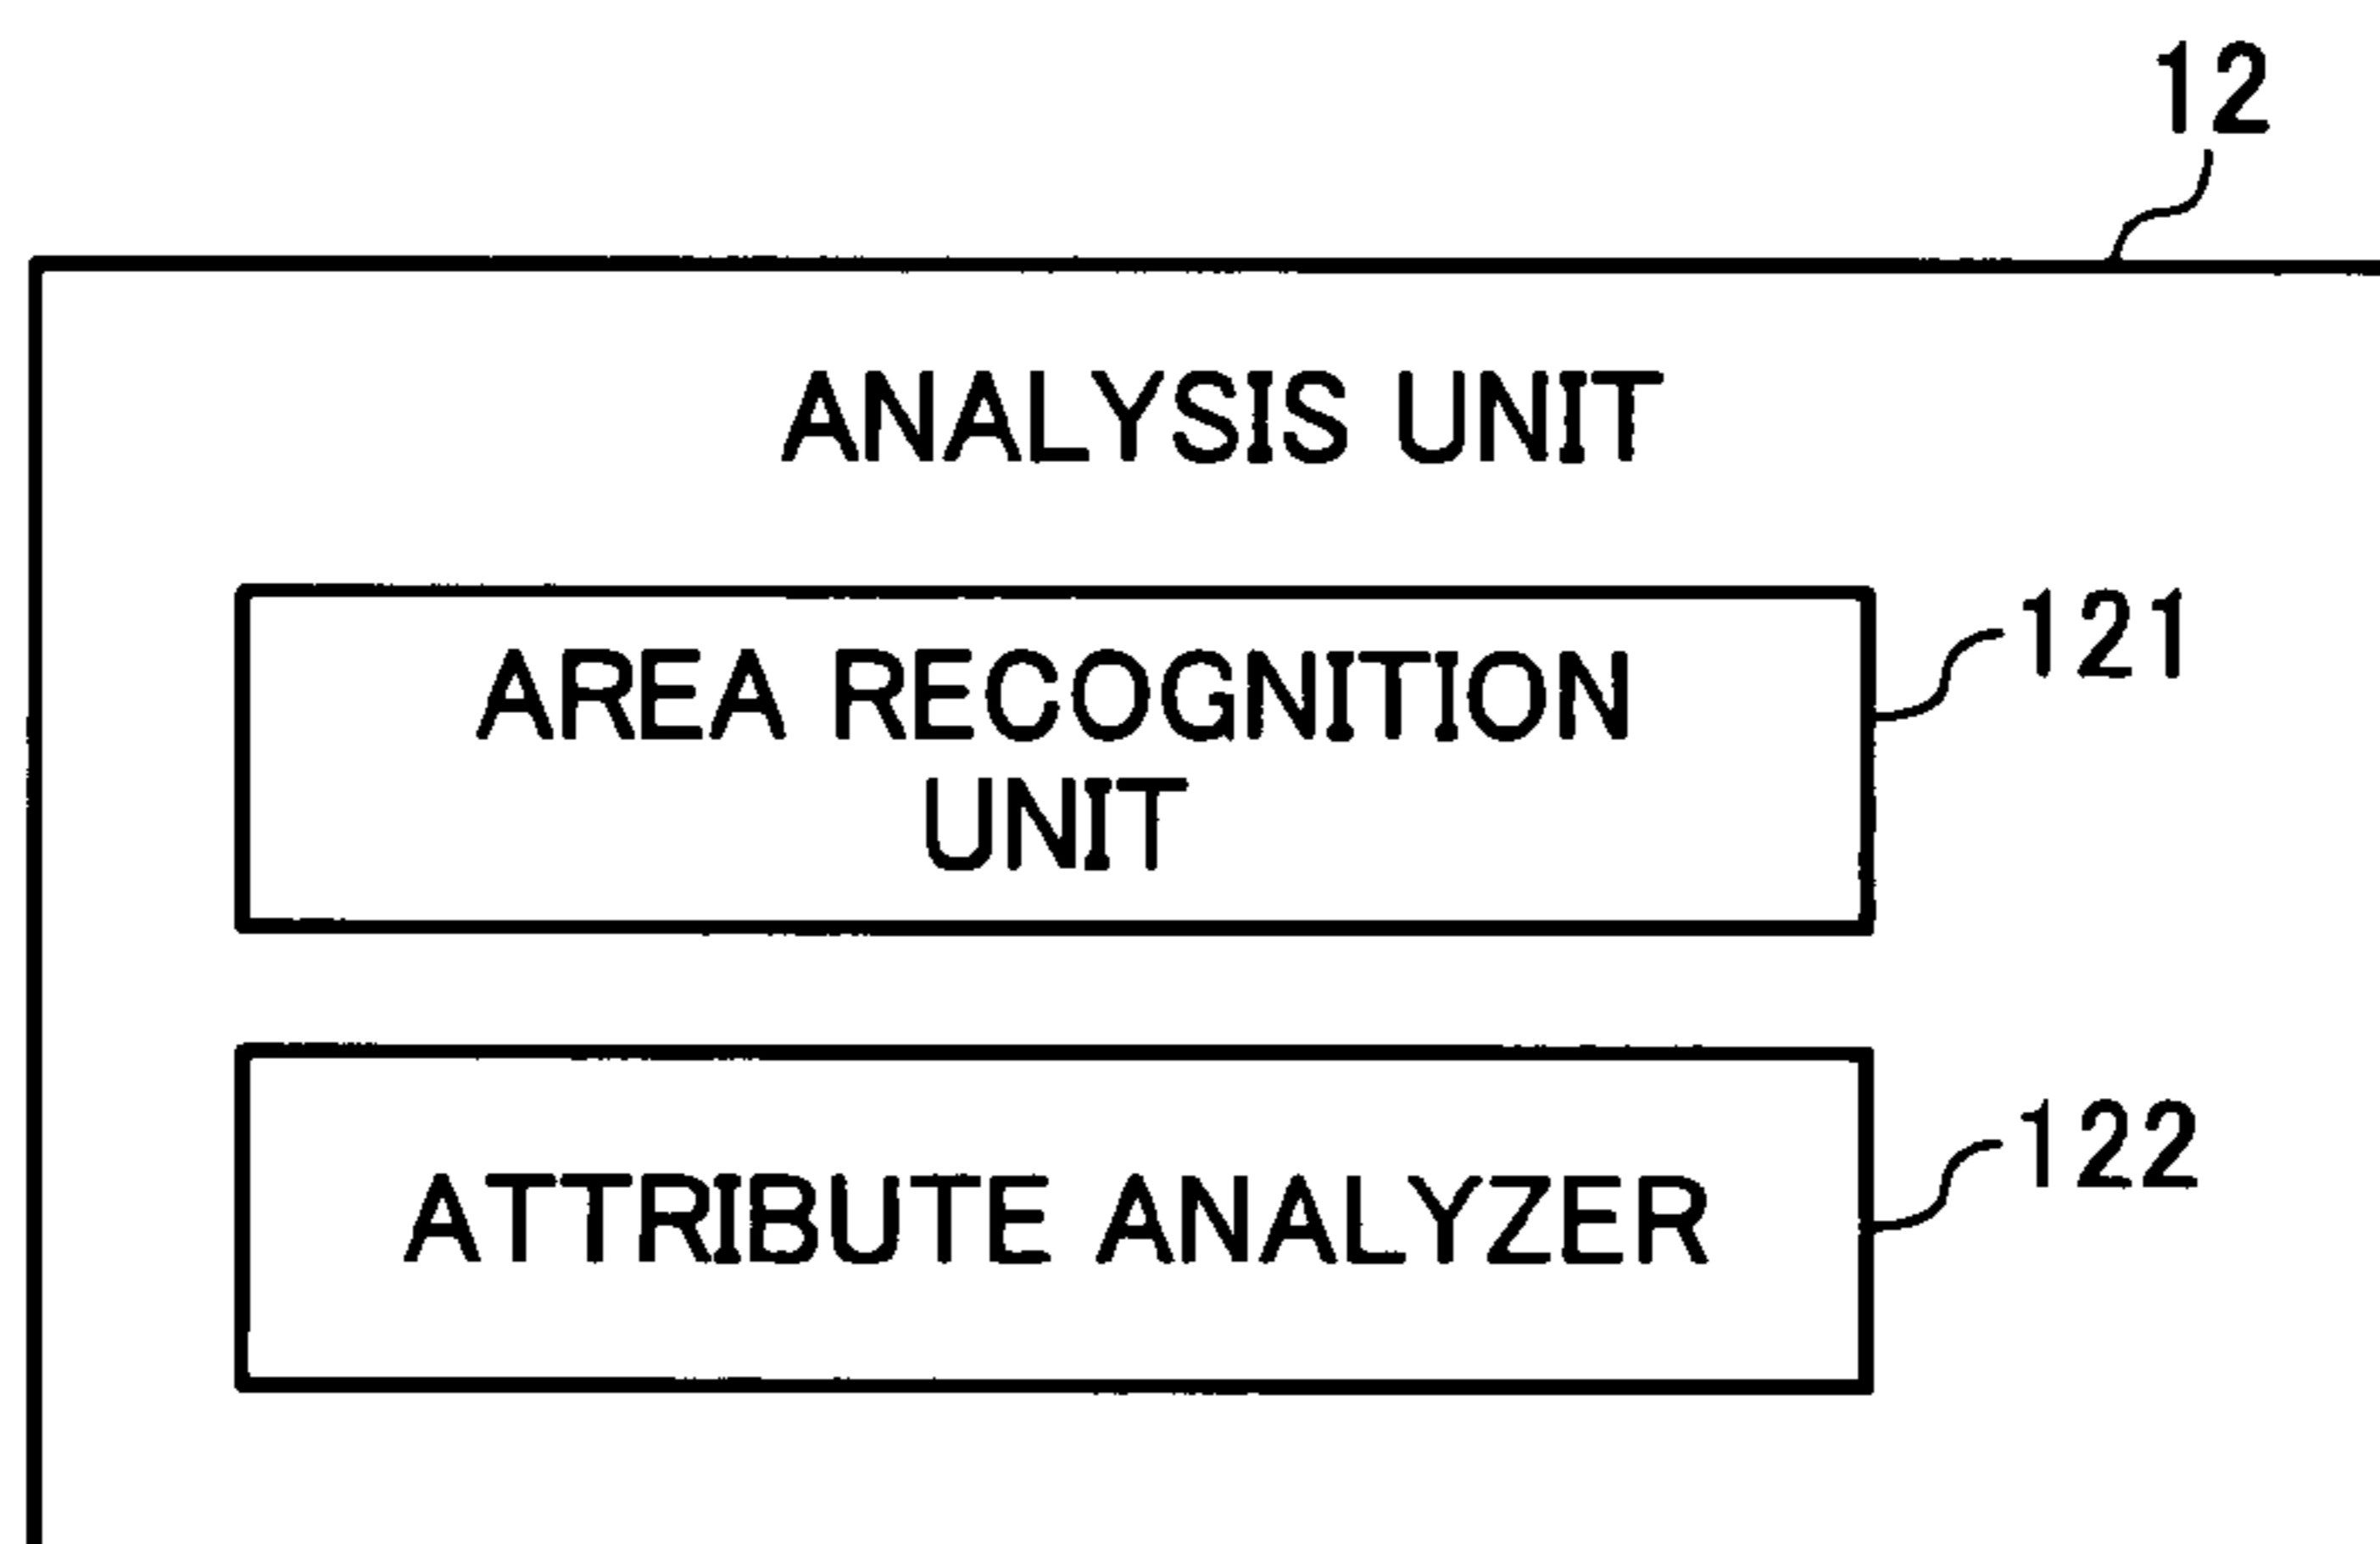 12
ANALYSIS UNIT
AREA RECOGNITION
UNIT
121
ATTRIBUTE ANALYZER
122